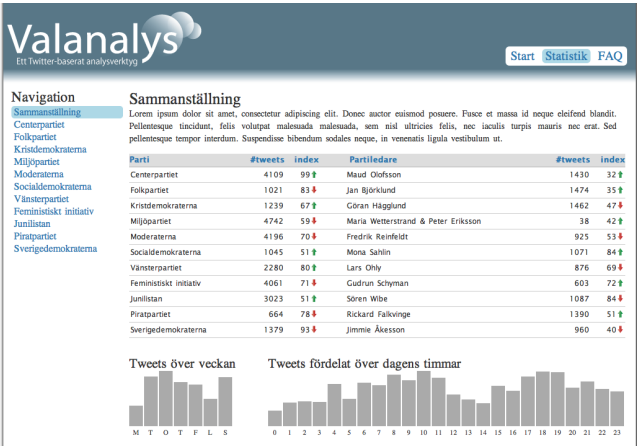 Valanalys
Ett Twitter-baserat analysverktyg
Start Statistik FAQ
Navigation
Sammanställning
Centerpartiet
Folkpartiet
Kristdemokraterna
Miljöpartiet
Moderaterna
Socialdemokraterna
Vänsterpartiet
Feministiskt initiativ
Junilistan
Piratpartiet
Sverigedemokraterna
Sammanställning
Lorem ipsum dolor sit amet, consectetur adipiscing elit. Donec auctor euismod posuere. Fusce et massa id neque eleifend blandit.
Pellentesque tincidunt, felis volutpat malesuada malesuada, sem nisl ultricies felis, nec iaculis turpis mauris nec erat. Sed
pellentesque tempor interdum. Suspendisse bibendum sodales neque, in venenatis ligula vestibulum ut.
Parti #tweets index Partiledare #tweets index
Centerpartiet 4109 99 Maud Olofsson 1430 32
Folkpartiet 1021 83 Jan Björklund 1474 35
Kristdemokraterna 1239 67 Göran Hägglund 1462 47
Miljöpartiet 4742 59 Maria Wetterstrand & Peter Eriksson 38 42
Moderaterna 4196 70 Fredrik Reinfeldt 925 53
Socialdemokraterna 1045 51 Mona Sahlin 1071 84
Vänsterpartiet 2280 80 Lars Ohly 876 69
Feministiskt initiativ 4061 71 Gudrun Schyman 603 72
Junilistan 3023 51 Sören Wibe 1087 84
Piratpartiet 664 78 Rickard Falkvinge 1390 51
Sverigedemokraterna 1379 93 Jimmie Åkesson 960 40
Tweets över veckan
M T O T F L S
Tweets fördelat över dagens timmar
0 1 2 3 4 5 6 7 8 9 10 11 12 13 14 15 16 17 18 19 20 21 22 23